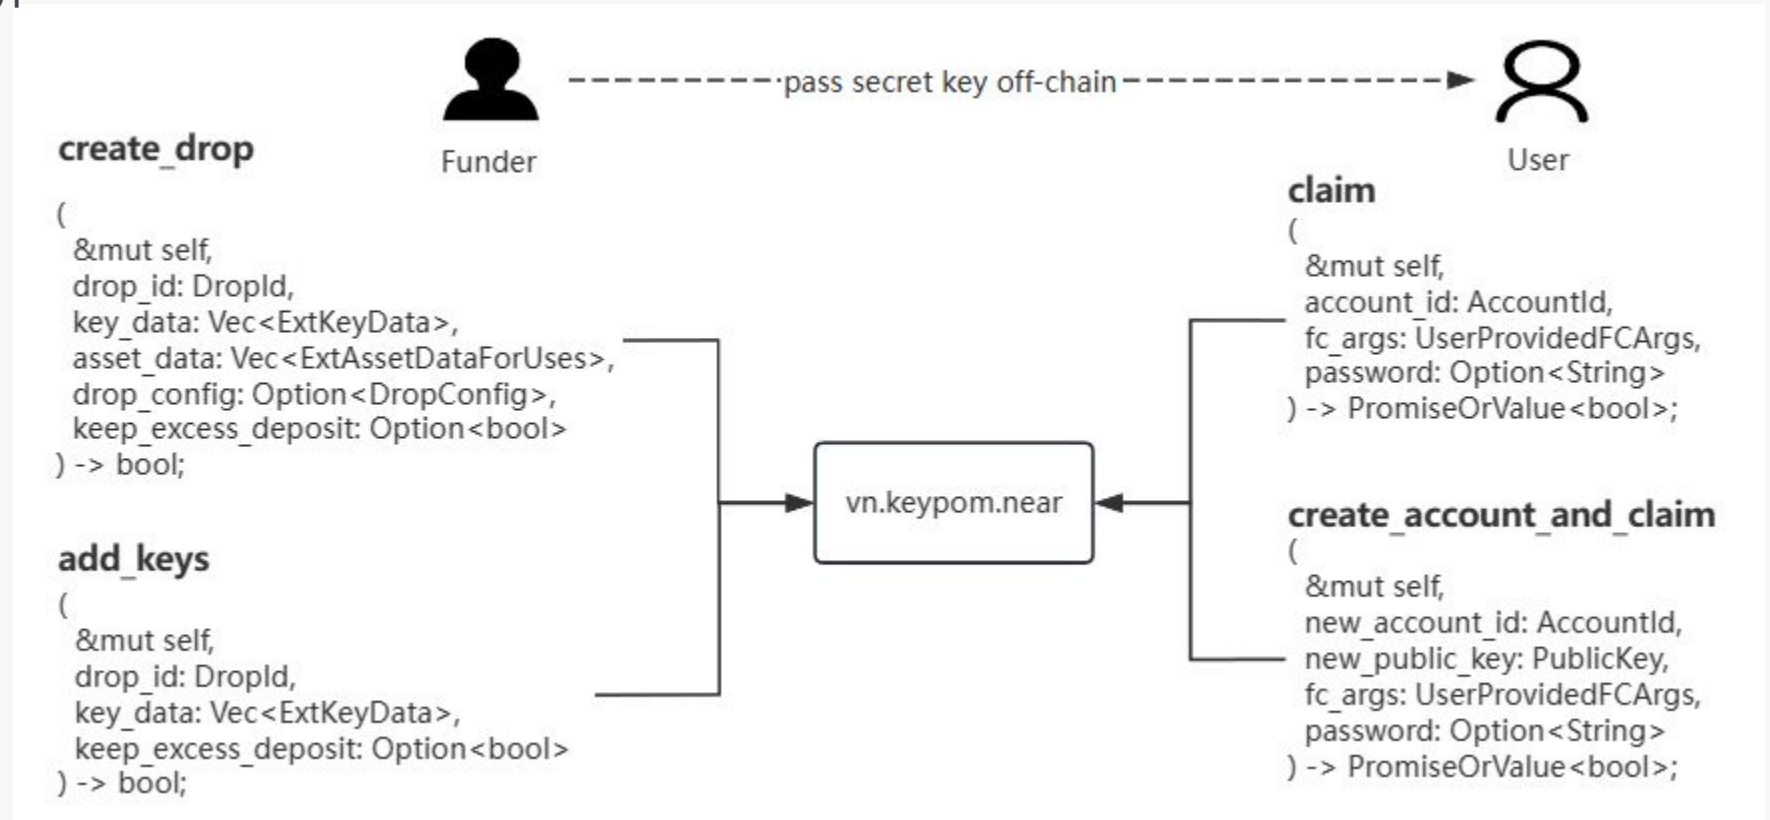 pass secret key off-chain
Funder
User
create_drop
(
&mut self,
drop_id: DropId,
key_data: Vec<ExtKeyData>,
asset_data: Vec<ExtAssetDataForUses>,
drop_config: Option<DropConfig>,
keep_excess_deposit: Option<bool>
) -> bool;
add_keys
(
&mut self,
drop_id: DropId,
key_data: Vec<ExtKeyData>,
keep_excess_deposit: Option<bool>
) -> bool;
vn.keypom.near
claim
(
&mut self,
account_id: AccountId,
fc_args: UserProvidedFCArgs,
password: Option<String>
) -> PromiseOrValue<bool>;
create_account_and_claim
(
&mut self,
new_account_id: AccountId,
new_public_key: PublicKey,
fc_args: UserProvidedFCArgs,
password: Option<String>
) -> PromiseOrValue<bool>;